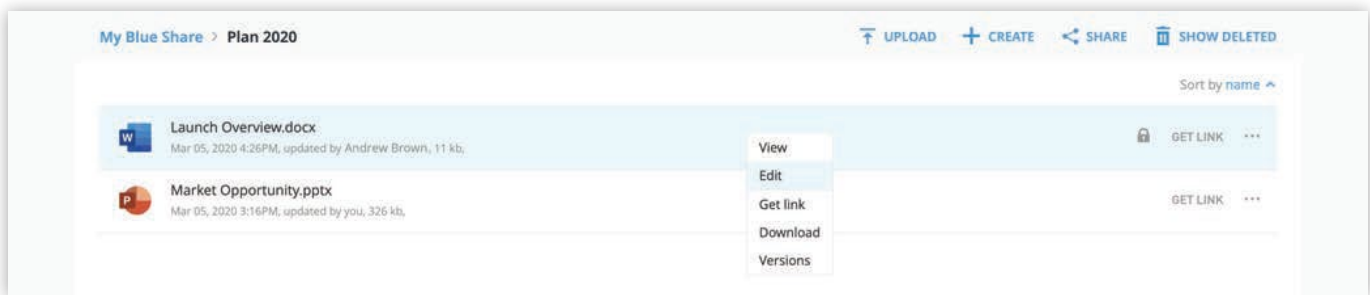 My Blue Share > Plan 2020
UPLOAD CREATE SHARE SHOW DELETED
Sort by name
W
Launch Overview.docx
Mar 05, 2020 4:26PM, updated by Andrew Brown, 11 kb,
GET LINK ...
View
Edit
Get link
Download
Versions
P
Market Opportunity.pptx
Mar 05, 2020 3:16PM, updated by you, 326 kb,
GET LINK ...